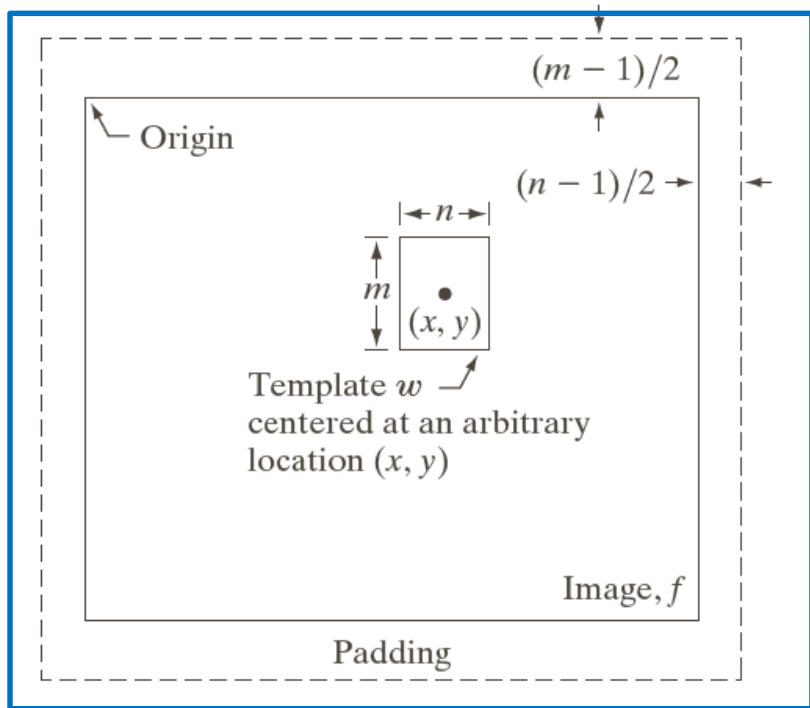 (m − 1)/2
Origin
(n − 1)/2
n
m
(x, y)
Template w
centered at an arbitrary
location (x, y)
Image, f
Padding